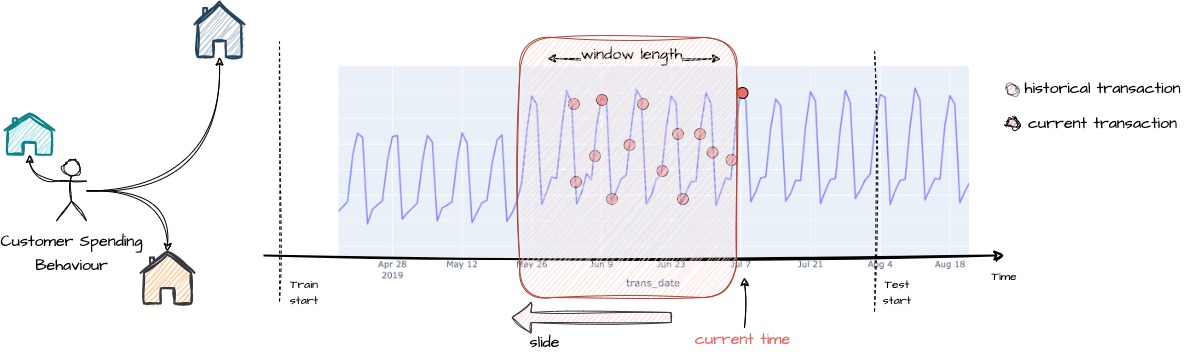 window length
historical transaction
current transaction
Customer Spending
Behaviour
Apr 28
2019
May 12
May 26
Jun 9
Jun 23
Jul 7
Jul 21
Aug 4
Aug 18
trans_date
Time
Train
start
Test
start
slide
current time